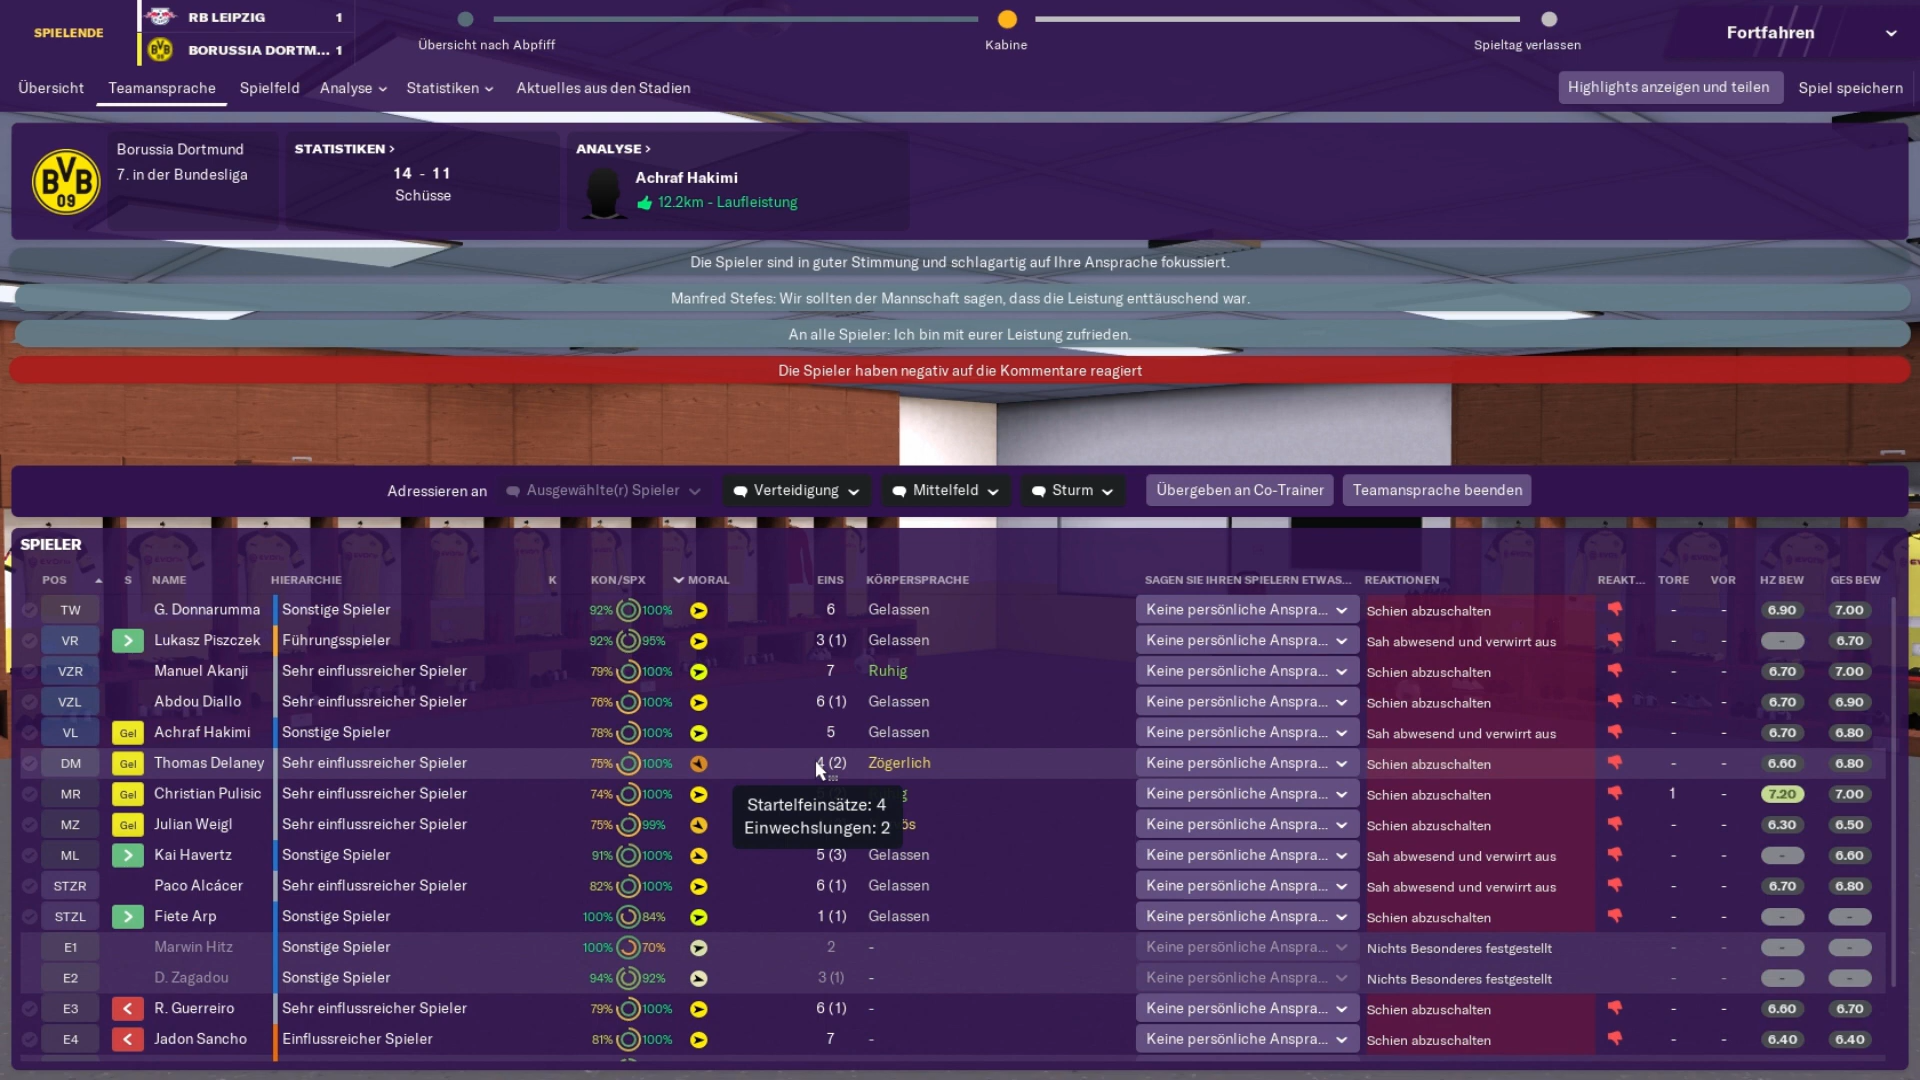 SPIELENDE
RB LEIPZIG 1
BORUSSIA DORTM... 1
Übersicht nach Abpfiff
Kabine
Spieltag verlassen
Fortfahren
Übersicht Teamansprache Spielfeld Analyse Statistiken Aktuelles aus den Stadien
Highlights anzeigen und teilen Spiel speichern
BVB 09
Borussia Dortmund
7. in der Bundesliga
STATISTIKEN >
14 - 11
Schüsse
ANALYSE >
Achraf Hakimi
12.2km - Laufleistung
Die Spieler sind in guter Stimmung und schlagartig auf Ihre Ansprache fokussiert.
Manfred Stefes: Wir sollten der Mannschaft sagen, dass die Leistung enttäuschend war.
An alle Spieler: Ich bin mit eurer Leistung zufrieden.
Die Spieler haben negativ auf die Kommentare reagiert
Adressieren an Ausgewählte(r) Spieler Verteidigung Mittelfeld Sturm Übergeben an Co-Trainer Teamansprache beenden
SPIELER
POS S NAME HIERARCHIE K KON/SPX MORAL EINS KÖRPERSPRACHE SAGEN SIE IHREN SPIELERN ETWAS... REAKTIONEN REAKT... TORE VOR HZ BEW GES BEW
TW G. Donnarumma Sonstige Spieler 92% 100% 6 Gelassen Keine persönliche Anspra... Schien abzuschalten - - 6.90 7.00
VR > Lukasz Piszczek Führungsspieler 92% 95% 3 (1) Gelassen Keine persönliche Anspra... Sah abwesend und verwirrt aus - - - 6.70
VZR Manuel Akanji Sehr einflussreicher Spieler 79% 100% 7 Ruhig Keine persönliche Anspra... Schien abzuschalten - - 6.70 7.00
VZL Abdou Diallo Sehr einflussreicher Spieler 76% 100% 6 (1) Gelassen Keine persönliche Anspra... Schien abzuschalten - - 6.70 6.90
VL Gel Achraf Hakimi Sonstige Spieler 78% 100% 5 Gelassen Keine persönliche Anspra... Sah abwesend und verwirrt aus - - 6.70 6.80
DM Gel Thomas Delaney Sehr einflussreicher Spieler 75% 100% 4 (2) Zögerlich Keine persönliche Anspra... Schien abzuschalten - - 6.60 6.80
MR Gel Christian Pulisic Sehr einflussreicher Spieler 74% 100% Keine persönliche Anspra... Schien abzuschalten 1 - 7.20 7.00
Startelfeinsätze: 4
Einwechslungen: 2
MZ Gel Julian Weigl Sehr einflussreicher Spieler 75% 99% Keine persönliche Anspra... Schien abzuschalten - - 6.30 6.50
ML > Kai Havertz Sonstige Spieler 91% 100% 5 (3) Gelassen Keine persönliche Anspra... Sah abwesend und verwirrt aus - - - 6.60
STZR Paco Alcácer Sehr einflussreicher Spieler 82% 100% 6 (1) Gelassen Keine persönliche Anspra... Sah abwesend und verwirrt aus - - 6.70 6.80
STZL > Fiete Arp Sonstige Spieler 100% 84% 1 (1) Gelassen Keine persönliche Anspra... Schien abzuschalten - - - -
E1 Marwin Hitz Sonstige Spieler 100% 70% 2 - Keine persönliche Anspra... Nichts Besonderes festgestellt - - - -
E2 D. Zagadou Sonstige Spieler 94% 92% 3 (1) - Keine persönliche Anspra... Nichts Besonderes festgestellt - - - -
E3 < R. Guerreiro Sehr einflussreicher Spieler 79% 100% 6 (1) - Keine persönliche Anspra... Schien abzuschalten - - 6.60 6.70
E4 < Jadon Sancho Einflussreicher Spieler 81% 100% 7 - Keine persönliche Anspra... Schien abzuschalten - - 6.40 6.40